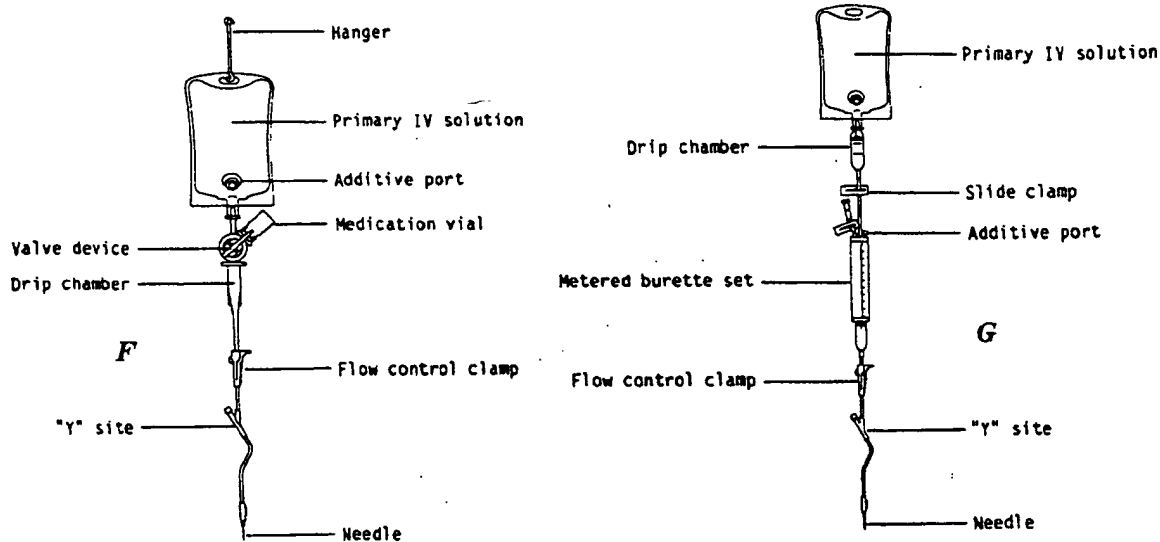 Hanger
Primary IV solution
Additive port
Medication vial
Valve device
Drip chamber
F
Flow control clamp
"Y" site
Needle
Primary IV solution
Drip chamber
Slide clamp
Additive port
Metered burette set
G
Flow control clamp
"Y" site
Needle